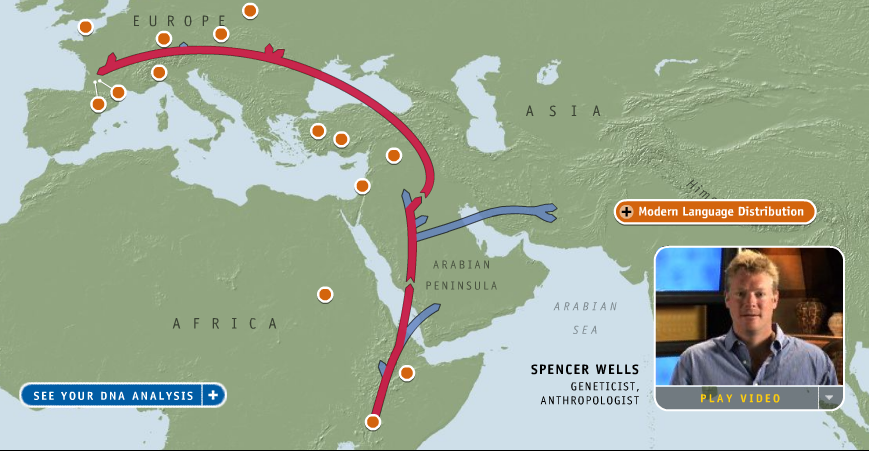 EUROPE
ASIA
Modern Language Distribution
ARABIAN
PENINSULA
ARABIAN
SEA
AFRICA
SPENCER WELLS
GENETICIST,
ANTHROPOLOGIST
SEE YOUR DNA ANALYSIS
PLAY VIDEO